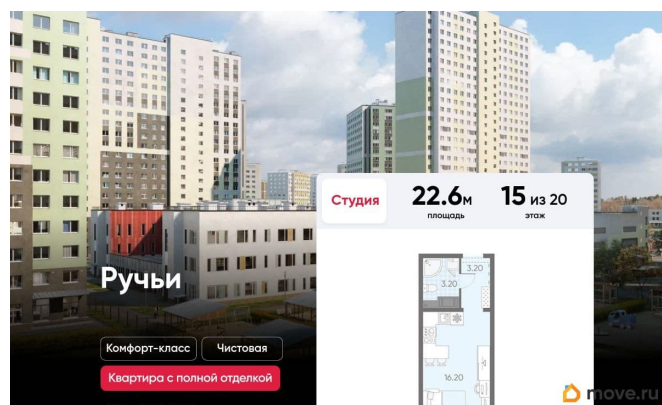 Студия
22.6м
площадь
15 из 20
этаж
Ручьи
Комфорт-класс
Чистовая
Квартира с полной отделкой
3.20
3.20
16.20
move.ru